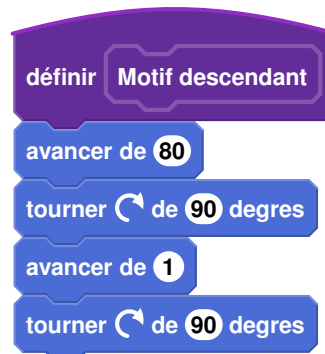 définir Motif descendant
avancer de 80
tourner de 90 degres
avancer de 1
tourner de 90 degres